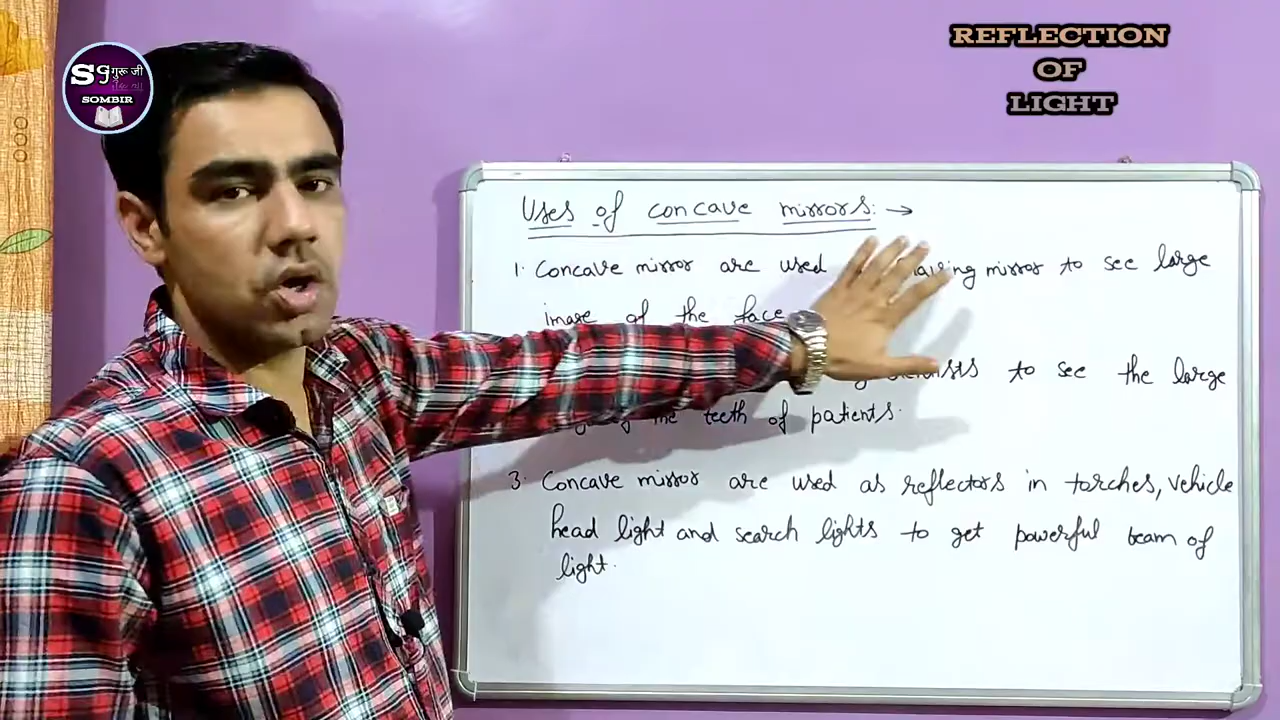 S गुरू जी
SOMBIR
REFLECTION
OF
LIGHT
Uses of concave mirrors:→
1. Concave mirror are used mirror to see large
image of the face
to see the large
the teeth of patients.
3. Concave mirror are used as reflectors in torches, vehicle
head light and search lights to get powerful beam of
light.